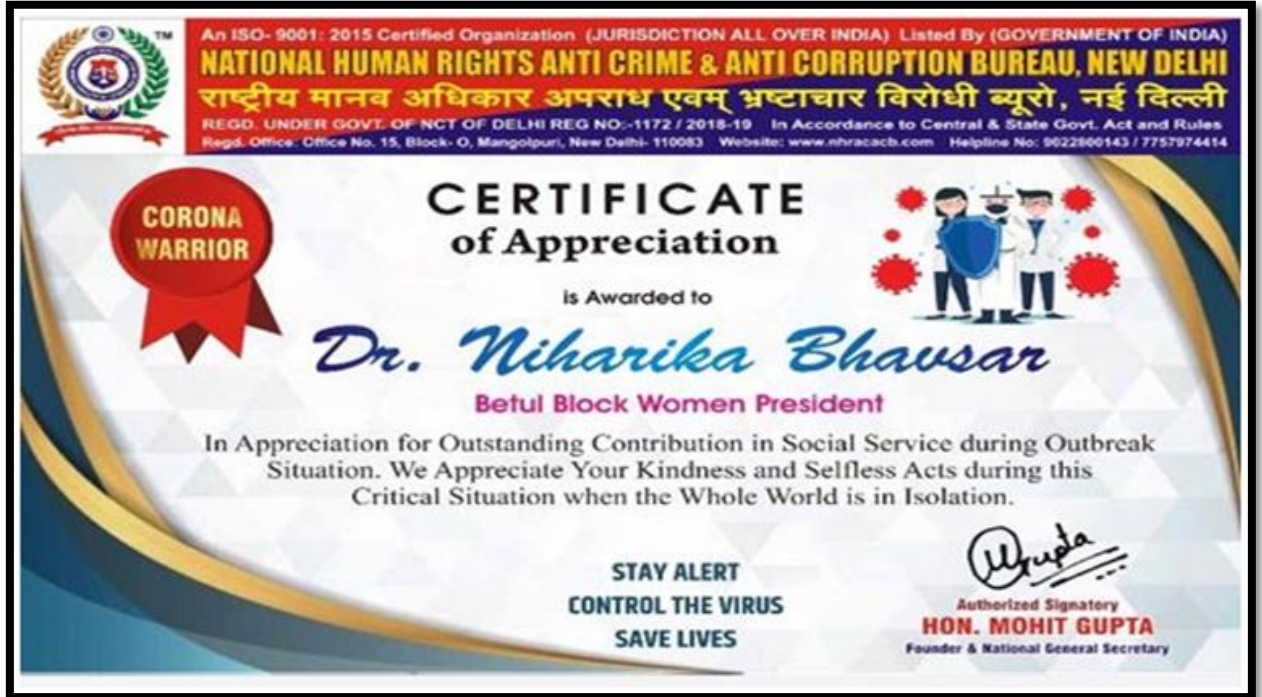 TM
An ISO- 9001: 2015 Certified Organization (JURISDICTION ALL OVER INDIA) Listed By (GOVERNMENT OF INDIA)
NATIONAL HUMAN RIGHTS ANTI CRIME & ANTI CORRUPTION BUREAU, NEW DELHI
राष्ट्रीय मानव अधिकार अपराध एवम् भ्रष्टाचार विरोधी ब्यूरो, नई दिल्ली
REGD. UNDER GOVT. OF NCT OF DELHI REG NO:-1172 / 2018-19 In Accordance to Central & State Govt. Act and Rules
Regd. Office: Office No. 15, Block- O, Mangolpuri, New Delhi- 110083 Website: www.nhracacb.com Helpline No: 9022800143 / 7757974414
CORONA
WARRIOR
CERTIFICATE
of Appreciation
is Awarded to
Dr. Niharika Bhavsar
Betul Block Women President
In Appreciation for Outstanding Contribution in Social Service during Outbreak
Situation. We Appreciate Your Kindness and Selfless Acts during this
Critical Situation when the Whole World is in Isolation.
STAY ALERT
CONTROL THE VIRUS
SAVE LIVES
MGupta
Authorized Signatory
HON. MOHIT GUPTA
Founder & National General Secretary